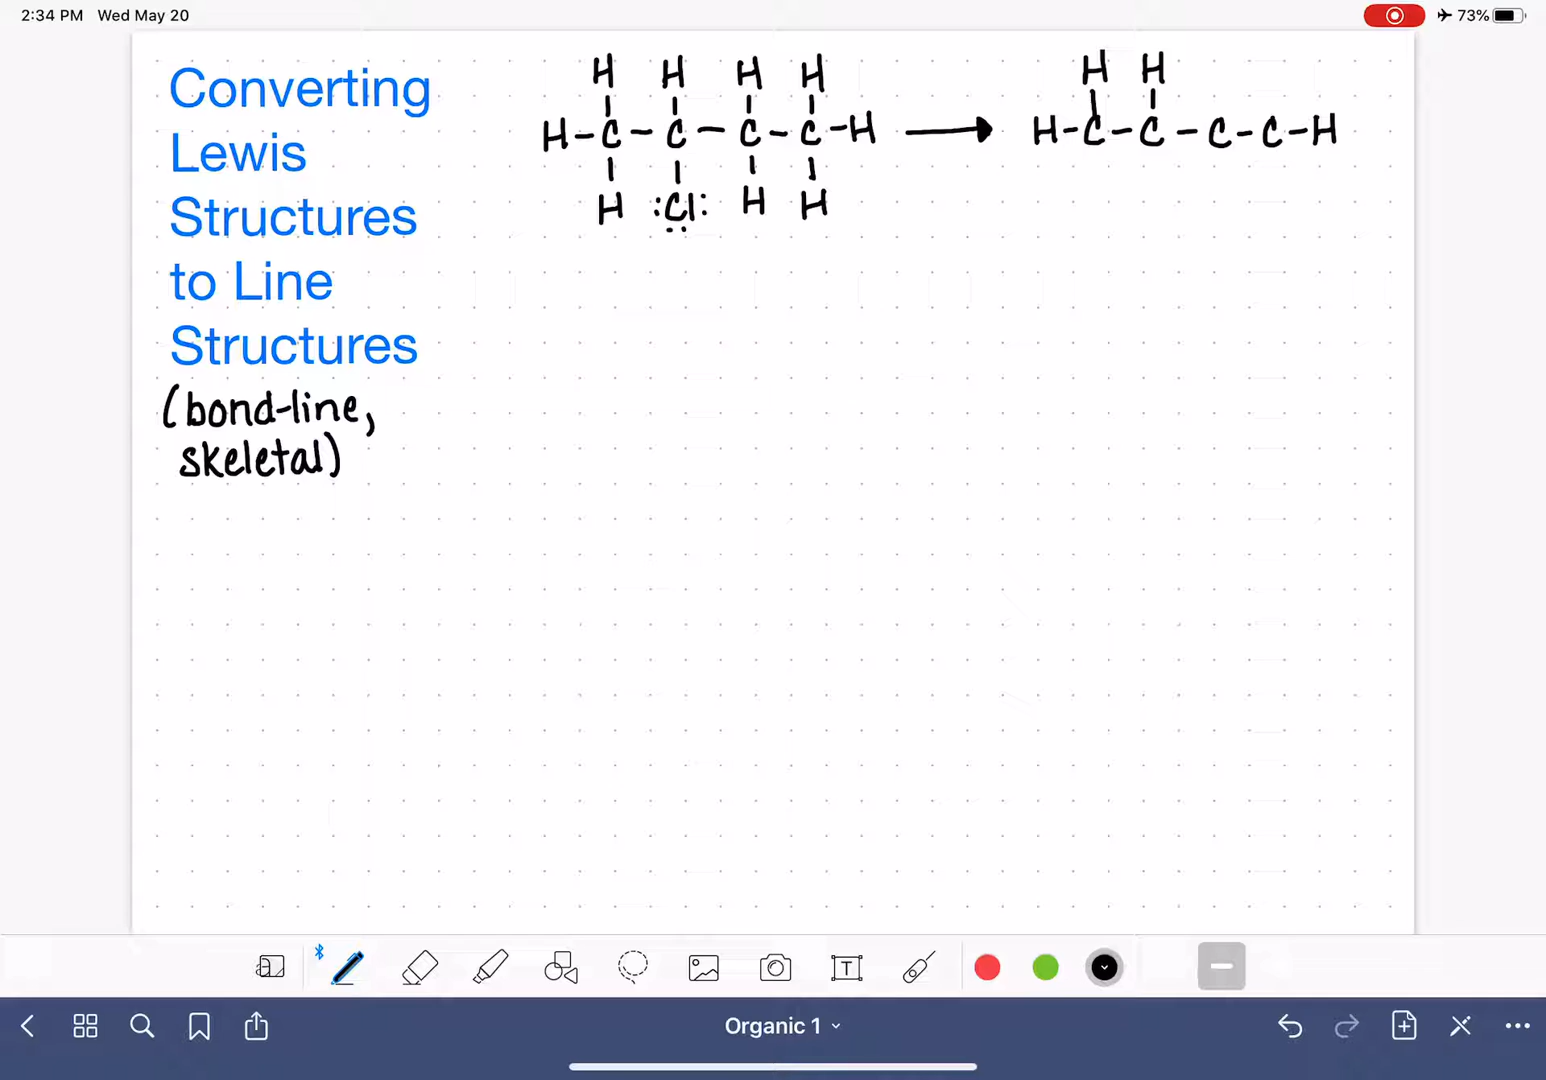 2:34 PM Wed May 20
73%
Converting
Lewis
Structures
to Line
Structures
(bond-line,
skeletal)
H H H H
H-C-C-C-C-H
H :Cl: H H
H H
H-C-C-C-C-H
T
Organic 1